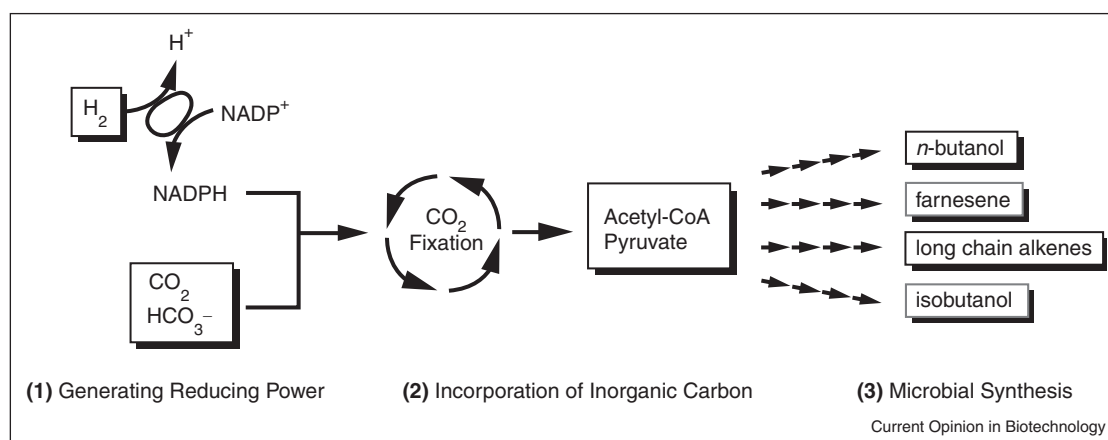 H⁺
H₂
NADP⁺
NADPH
CO₂
HCO₃⁻
CO₂
Fixation
Acetyl-CoA
Pyruvate
n-butanol
farnesene
long chain alkenes
isobutanol
(1) Generating Reducing Power
(2) Incorporation of Inorganic Carbon
(3) Microbial Synthesis
Current Opinion in Biotechnology